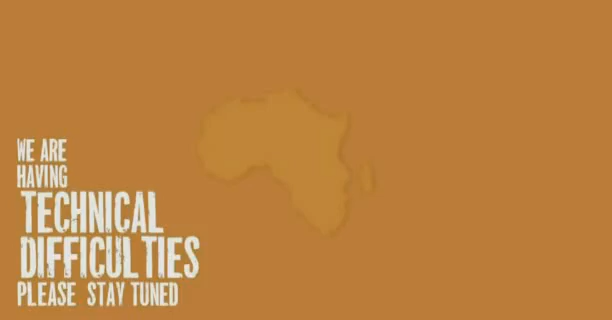 WE ARE
HAVING
TECHNICAL
DIFFICULTIES
PLEASE STAY TUNED